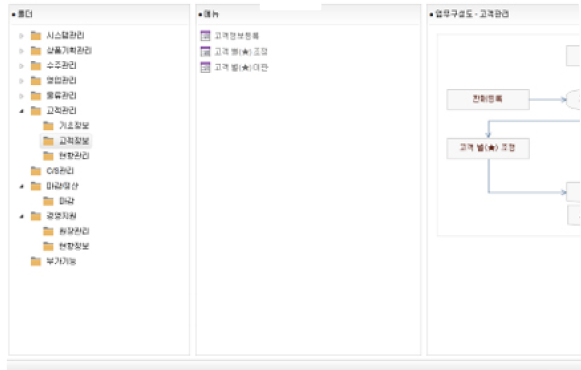 폴더
시스템관리
상품기획관리
수주관리
영업관리
물류관리
고객관리
기초정보
고객정보
현황관리
C/S관리
마감/정산
마감
경영지원
원장관리
현황정보
부가기능
메뉴
고객정보등록
고객 별(★) 조정
고객 별(★) 이관
업무구성도 - 고객관리
고객 별(★) 조정